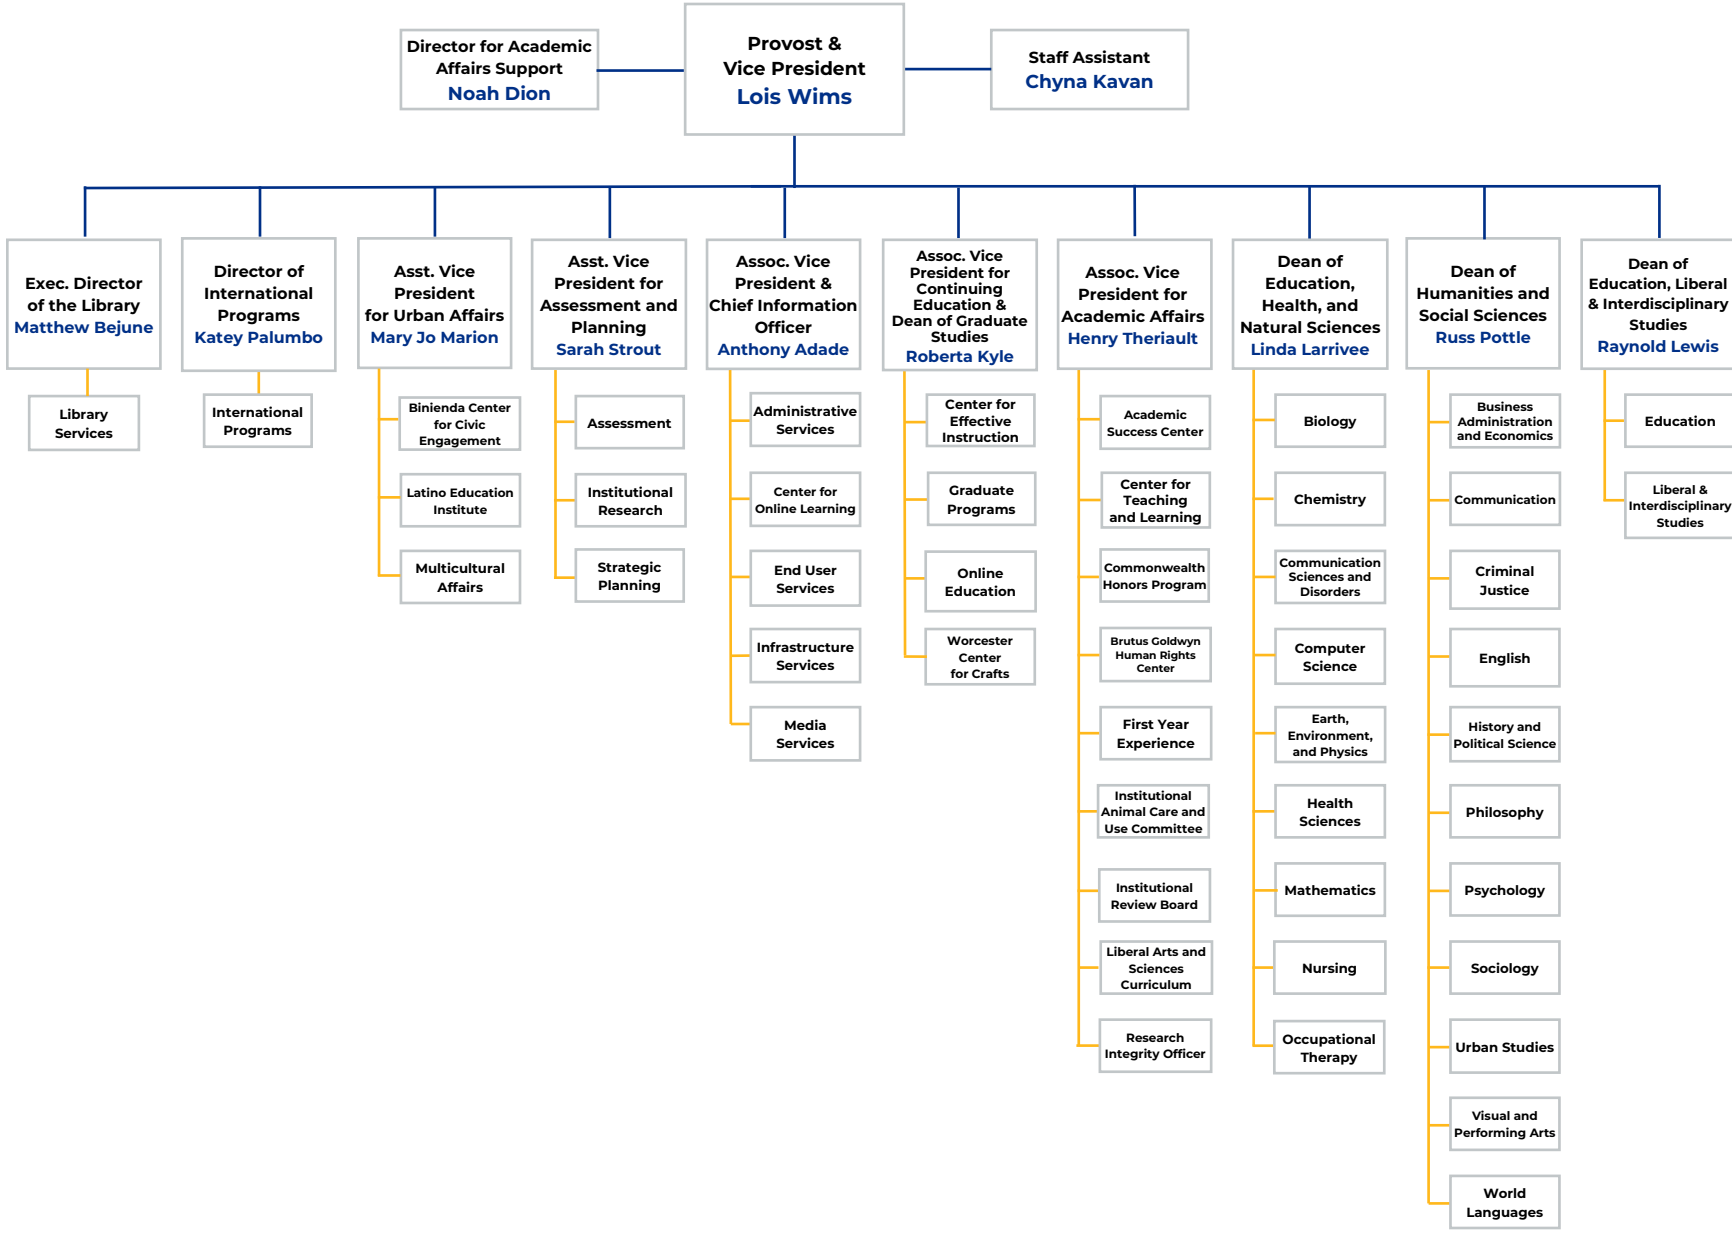 Director for Academic
Affairs Support
Noah Dion
Provost &
Vice President
Lois Wims
Staff Assistant
Chyna Kavan
Exec. Director
of the Library
Matthew Bejune
Library
Services
Director of
International
Programs
Katey Palumbo
International
Programs
Asst. Vice
President
for Urban Affairs
Mary Jo Marion
Binienda Center
for Civic
Engagement
Latino Education
Institute
Multicultural
Affairs
Asst. Vice
President for
Assessment and
Planning
Sarah Strout
Assessment
Institutional
Research
Strategic
Planning
Assoc. Vice
President &
Chief Information
Officer
Anthony Adade
Administrative
Services
Center for
Online Learning
End User
Services
Infrastructure
Services
Media
Services
Assoc. Vice
President for
Continuing
Education &
Dean of Graduate
Studies
Roberta Kyle
Center for
Effective
Instruction
Graduate
Programs
Online
Education
Worcester
Center
for Crafts
Assoc. Vice
President for
Academic Affairs
Henry Theriault
Academic
Success Center
Center for
Teaching
and Learning
Commonwealth
Honors Program
Brutus Goldwyn
Human Rights
Center
First Year
Experience
Institutional
Animal Care and
Use Committee
Institutional
Review Board
Liberal Arts and
Sciences
Curriculum
Research
Integrity Officer
Dean of
Education,
Health, and
Natural Sciences
Linda Larrivee
Biology
Chemistry
Communication
Sciences and
Disorders
Computer
Science
Earth,
Environment,
and Physics
Health
Sciences
Mathematics
Nursing
Occupational
Therapy
Dean of
Humanities and
Social Sciences
Russ Pottle
Business
Administration
and Economics
Communication
Criminal
Justice
English
History and
Political Science
Philosophy
Psychology
Sociology
Urban Studies
Visual and
Performing Arts
World
Languages
Dean of
Education, Liberal
& Interdisciplinary
Studies
Raynold Lewis
Education
Liberal &
Interdisciplinary
Studies